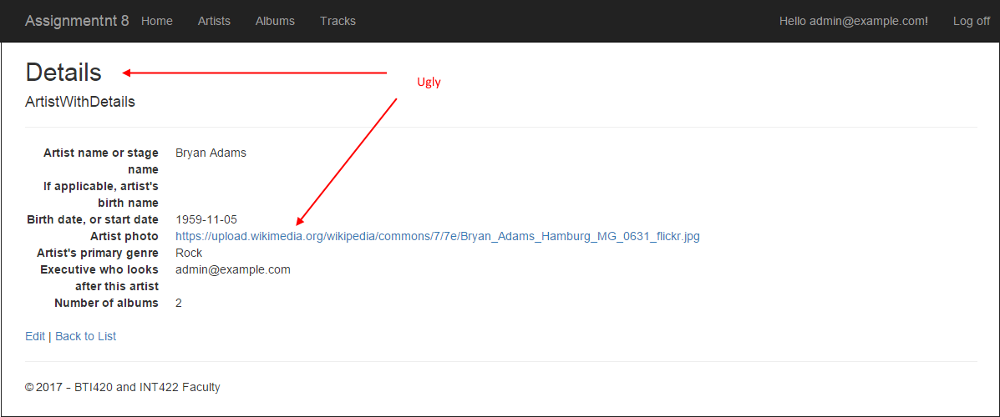 Assignmentnt 8 Home Artists Albums Tracks Hello admin@example.com! Log off
Details
Ugly
ArtistWithDetails
Artist name or stage name Bryan Adams
If applicable, artist's birth name
Birth date, or start date 1959-11-05
Artist photo https://upload.wikimedia.org/wikipedia/commons/7/7e/Bryan_Adams_Hamburg_MG_0631_flickr.jpg
Artist's primary genre Rock
Executive who looks after this artist admin@example.com
Number of albums 2
Edit | Back to List
© 2017 - BTI420 and INT422 Faculty